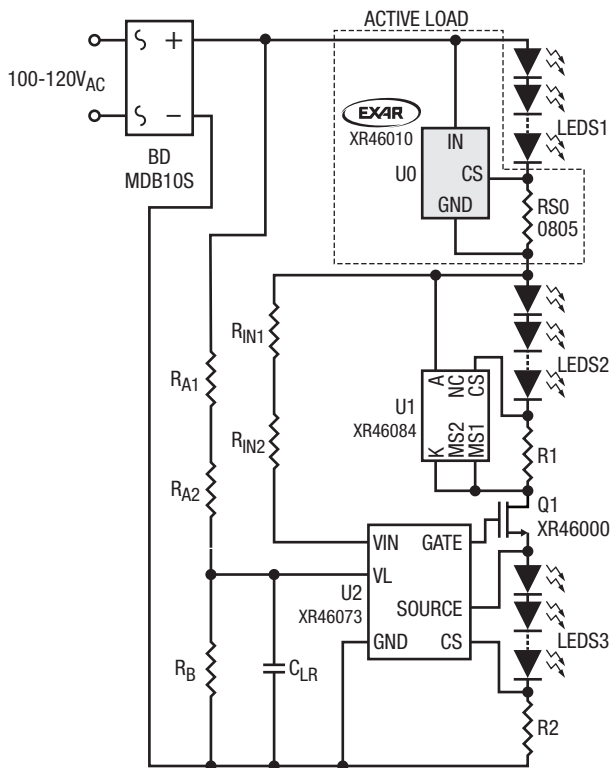 ACTIVE LOAD
+
100-120VAC
−
BD
MDB10S
EXAR
XR46010
IN
U0
CS
GND
LEDS1
RS0
0805
RIN1
A
NC
CS
U1
XR46084
K
MS2
MS1
LEDS2
RA1
RIN2
R1
RA2
Q1
XR46000
VIN
GATE
VL
U2
XR46073
SOURCE
GND
CS
LEDS3
RB
CLR
R2